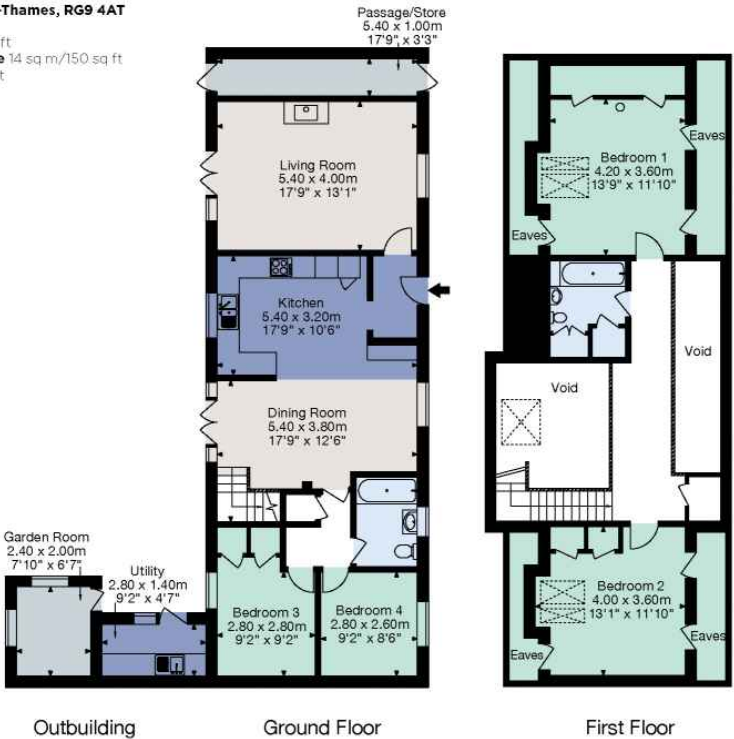 -Thames, RG9 4AT
ft
e 14 sq m/150 sq ft
t
Passage/Store
5.40 x 1.00m
17'9" x 3'3"
Living Room
5.40 x 4.00m
17'9" x 13'1"
Kitchen
5.40 x 3.20m
17'9" x 10'6"
Dining Room
5.40 x 3.80m
17'9" x 12'6"
Garden Room
2.40 x 2.00m
7'10" x 6'7"
Utility
2.80 x 1.40m
9'2" x 4'7"
Bedroom 3
2.80 x 2.80m
9'2" x 9'2"
Bedroom 4
2.80 x 2.60m
9'2" x 8'6"
Bedroom 1
4.20 x 3.60m
13'9" x 11'10"
Eaves
Eaves
Void
Void
Bedroom 2
4.00 x 3.60m
13'1" x 11'10"
Eaves
Eaves
Outbuilding
Ground Floor
First Floor